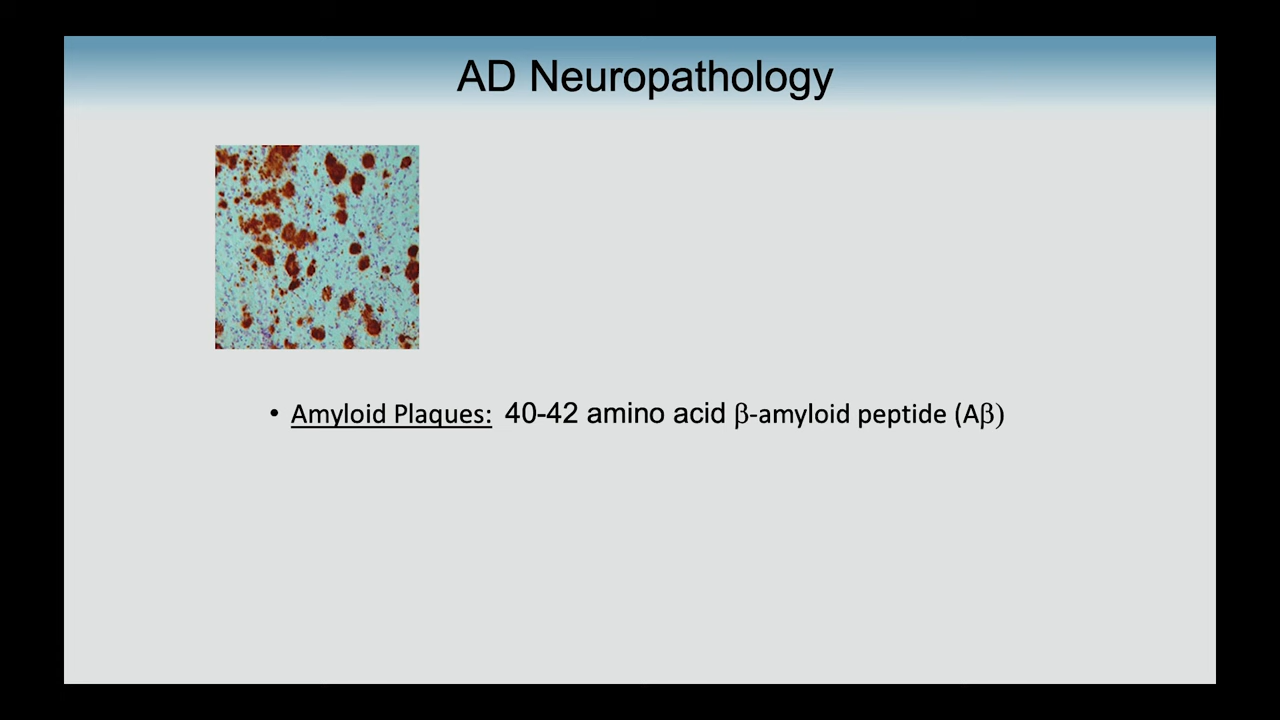 AD Neuropathology
• Amyloid Plaques: 40-42 amino acid β-amyloid peptide (Aβ)